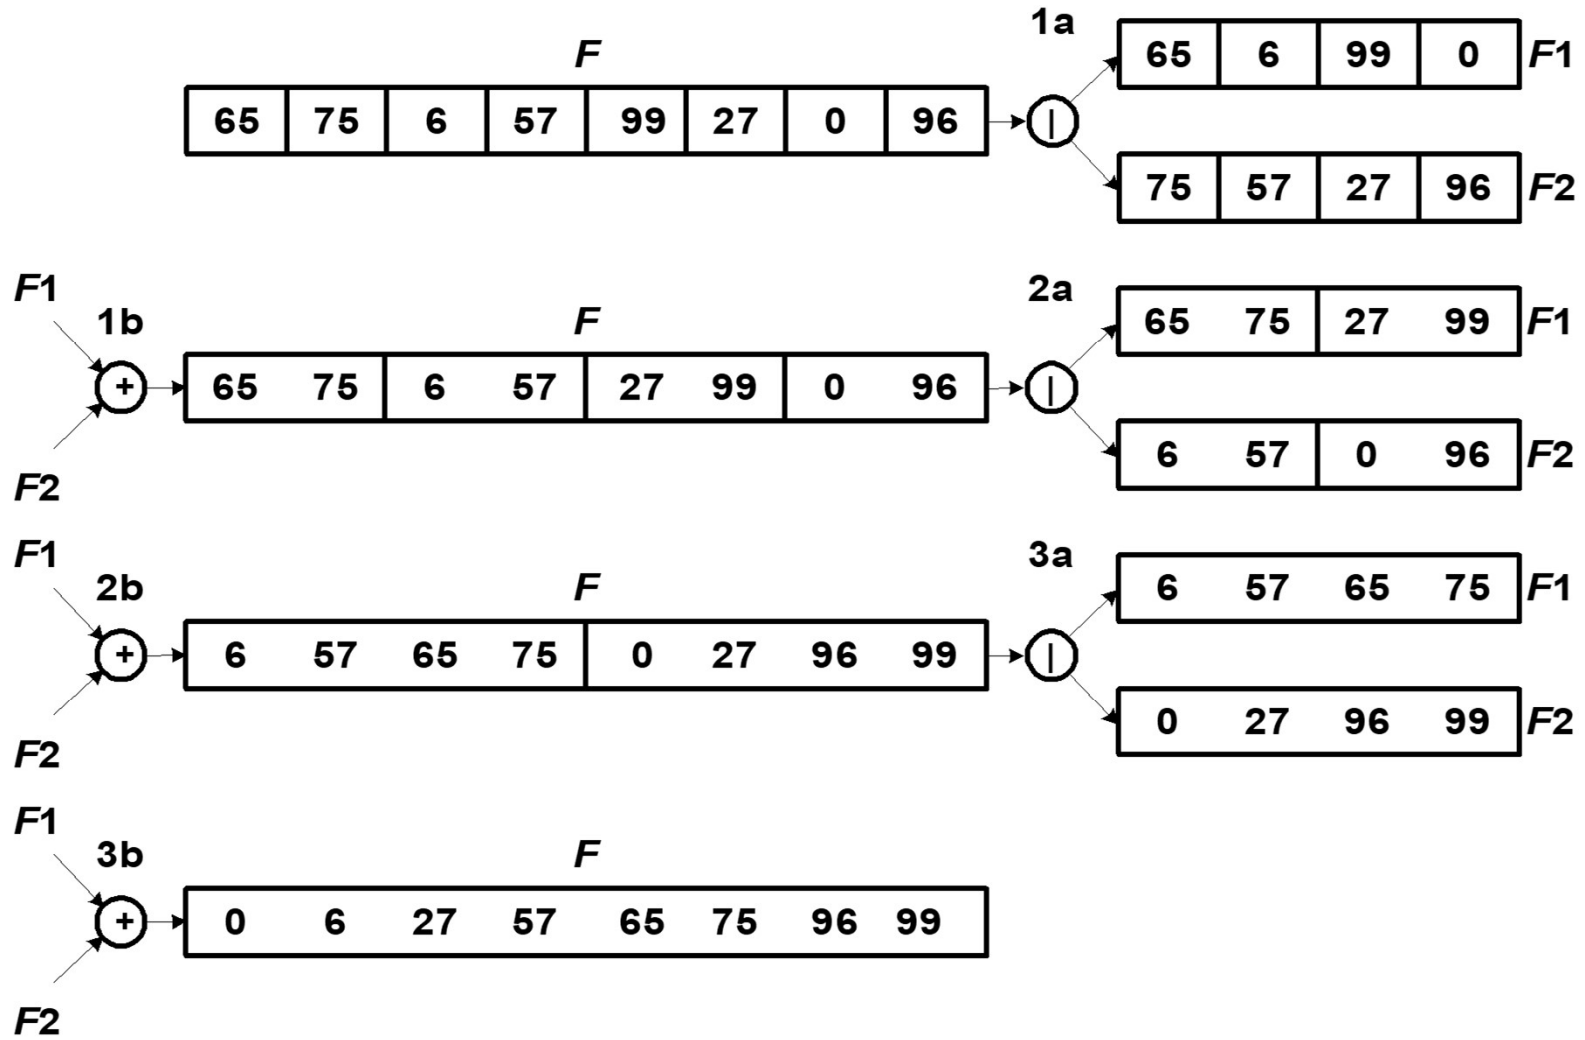 1a
F
65 6 99 0 F1
65 75 6 57 99 27 0 96 |
75 57 27 96 F2
F1
2a
1b F 65 75 27 99 F1
+ 65 75 6 57 27 99 0 96 |
6 57 0 96 F2
F2
F1
3a
2b F 6 57 65 75 F1
+ 6 57 65 75 0 27 96 99 |
0 27 96 99 F2
F2
F1
3b F
+ 0 6 27 57 65 75 96 99
F2